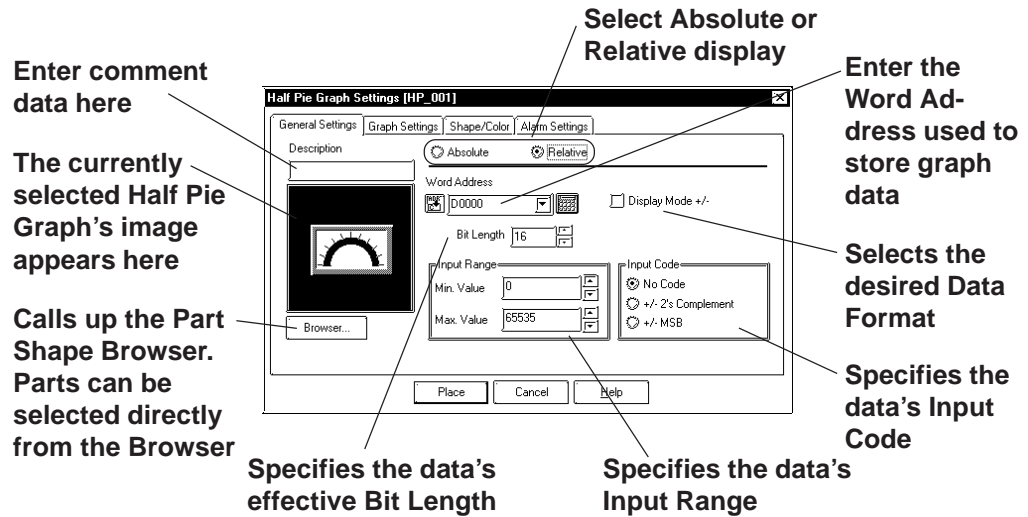 Select Absolute or
Relative display
Enter comment
data here
Enter the
Word Ad-
dress used to
store graph
data
The currently
selected Half Pie
Graph's image
appears here
Calls up the Part
Shape Browser.
Parts can be
selected directly
from the Browser
Half Pie Graph Settings [HP_001]
General Settings
Graph Settings
Shape/Color
Alarm Settings
Description
Absolute
Relative
Word Address
D0000
Display Mode +/-
Bit Length
16
Input Range
Min. Value
0
Max. Value
65535
Input Code
No Code
+/- 2's Complement
+/- MSB
Browser...
Place
Cancel
Help
Selects the
desired Data
Format
Specifies the
data's Input
Code
Specifies the data's
effective Bit Length
Specifies the data's
Input Range